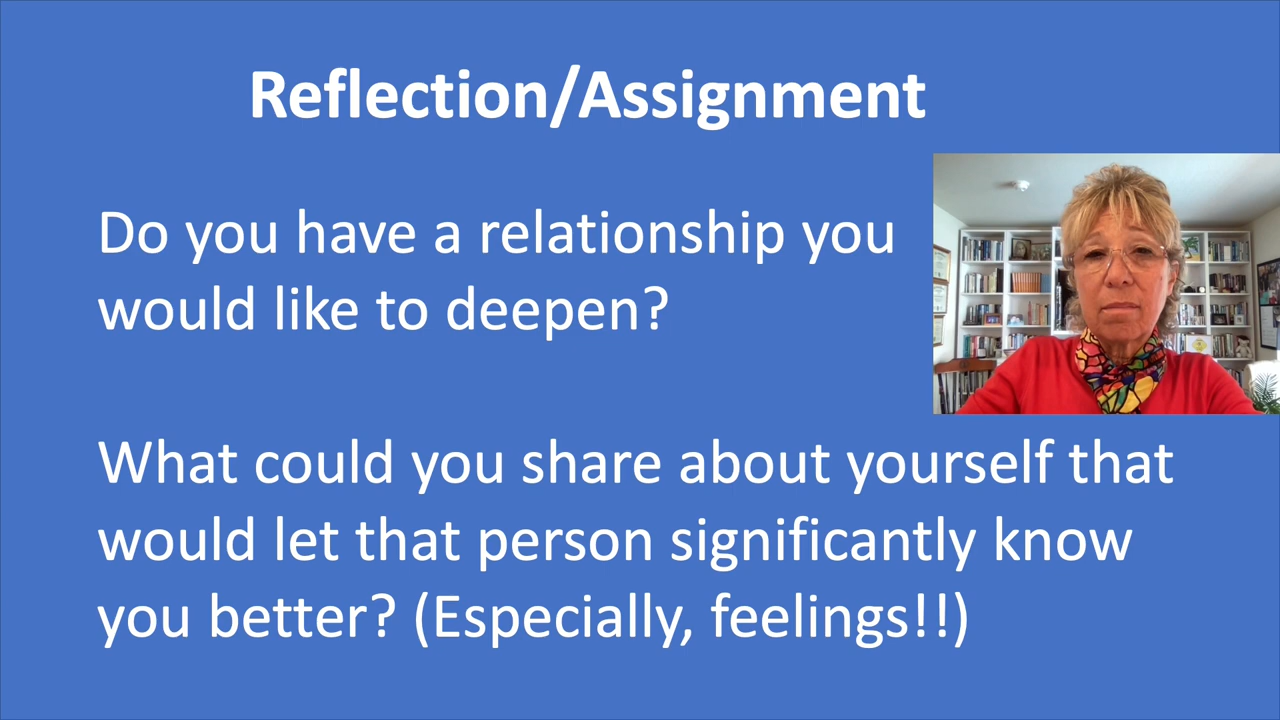 Reflection/Assignment
Do you have a relationship you
would like to deepen?
What could you share about yourself that
would let that person significantly know
you better? (Especially, feelings!!)